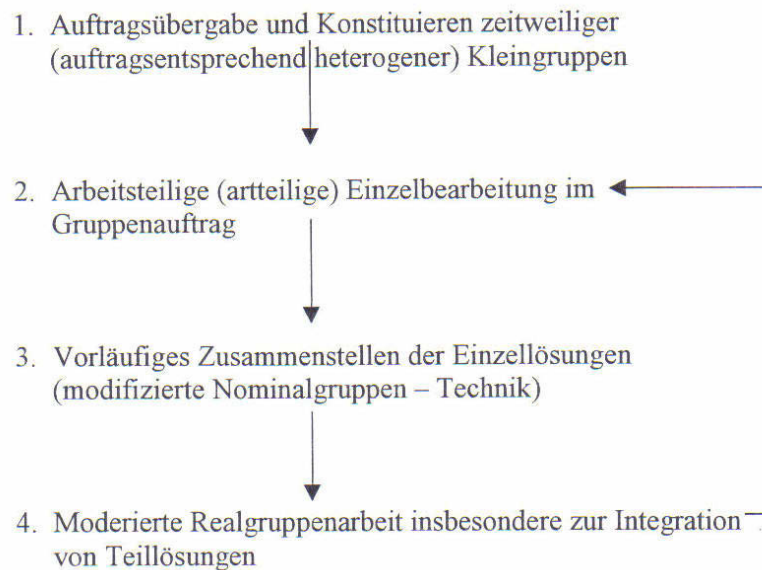 1. Auftragsübergabe und Konstituieren zeitweiliger
(auftragsentsprechend heterogener) Kleingruppen
2. Arbeitsteilige (artteilige) Einzelbearbeitung im
Gruppenauftrag
3. Vorläufiges Zusammenstellen der Einzellösungen
(modifizierte Nominalgruppen – Technik)
4. Moderierte Realgruppenarbeit insbesondere zur Integration
von Teillösungen